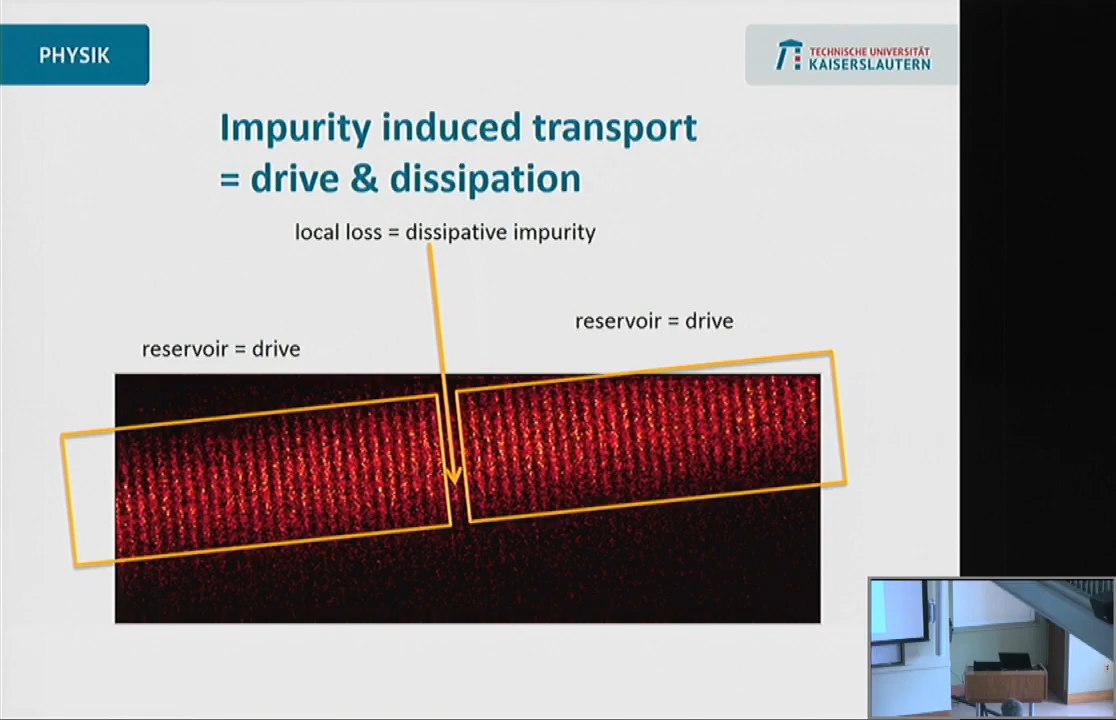 PHYSIK
TECHNISCHE UNIVERSITÄT
KAISERSLAUTERN
Impurity induced transport
= drive & dissipation
local loss = dissipative impurity
reservoir = drive
reservoir = drive